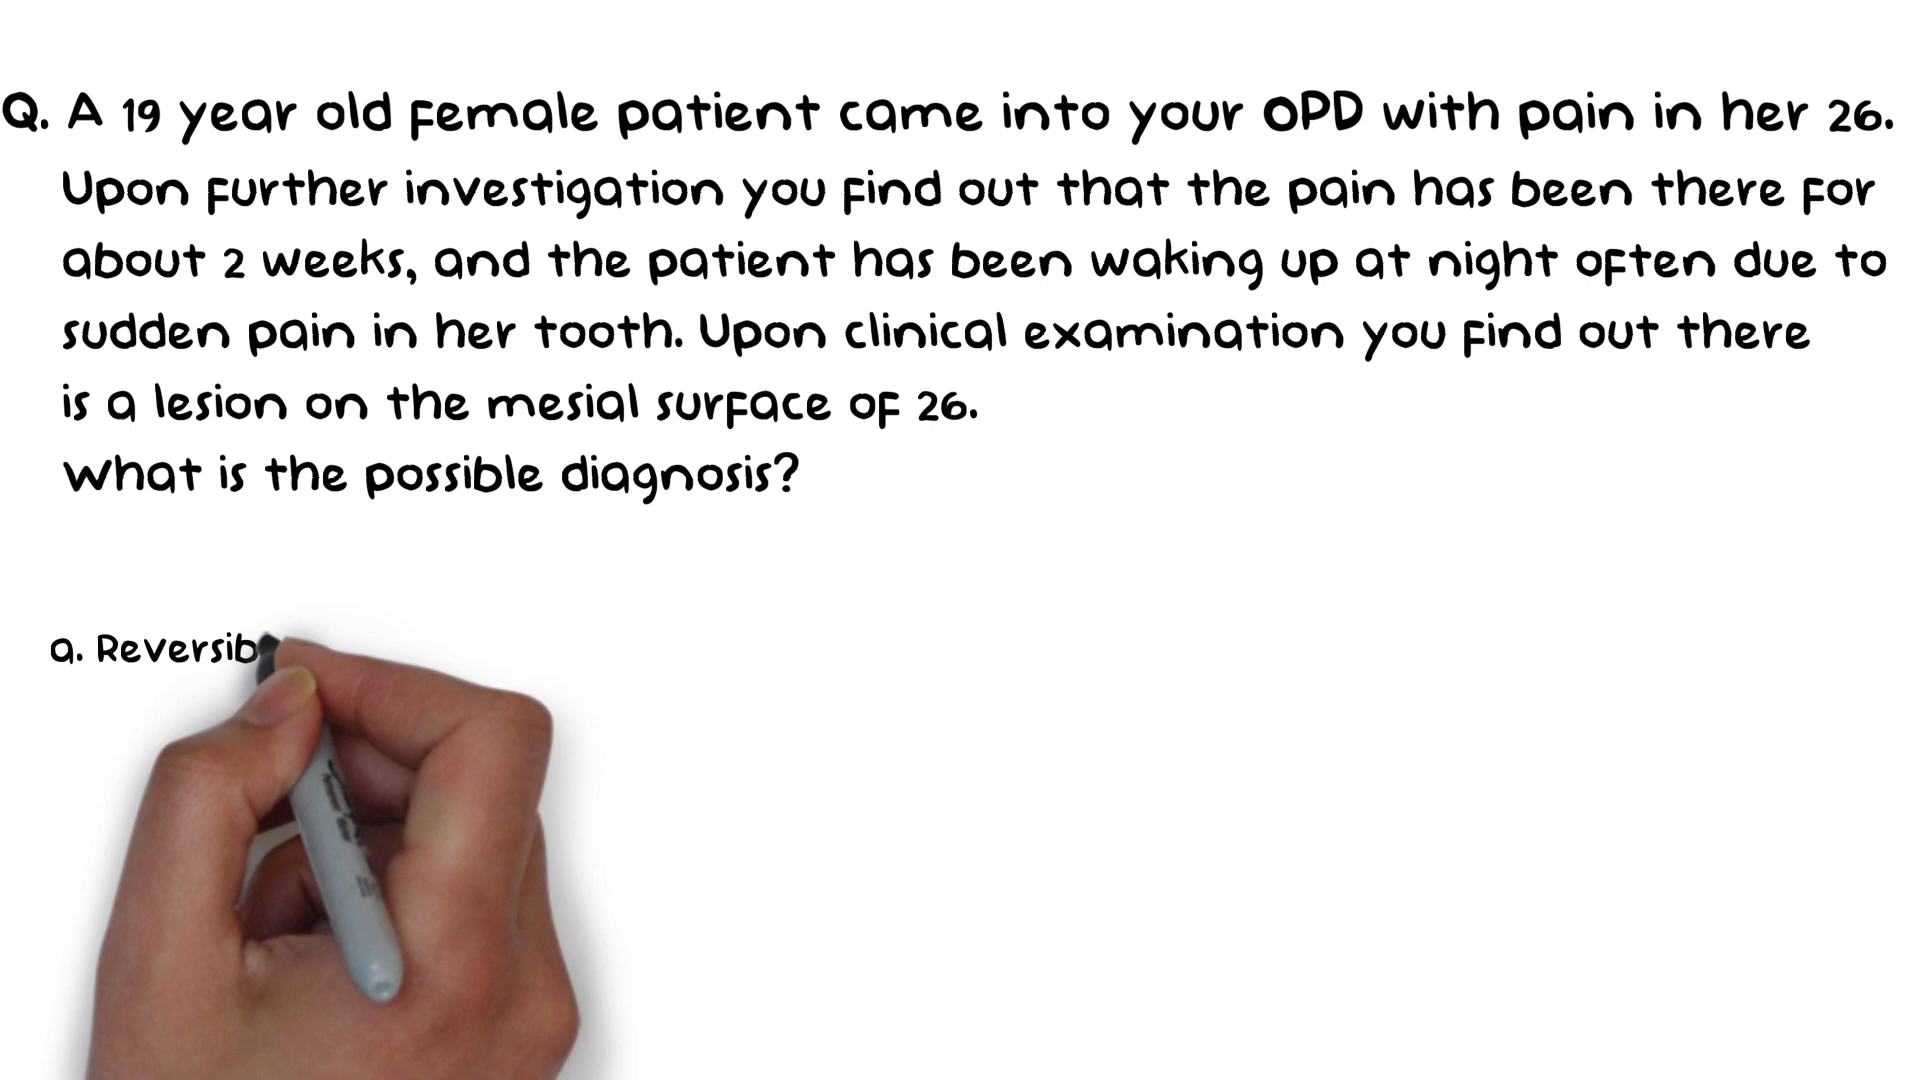 Q. A 19 year old female patient came into your OPD with pain in her 26.
Upon further investigation you find out that the pain has been there for
about 2 weeks, and the patient has been waking up at night often due to
sudden pain in her tooth. Upon clinical examination you find out there
is a lesion on the mesial surface of 26.
What is the possible diagnosis?
a. Reversib